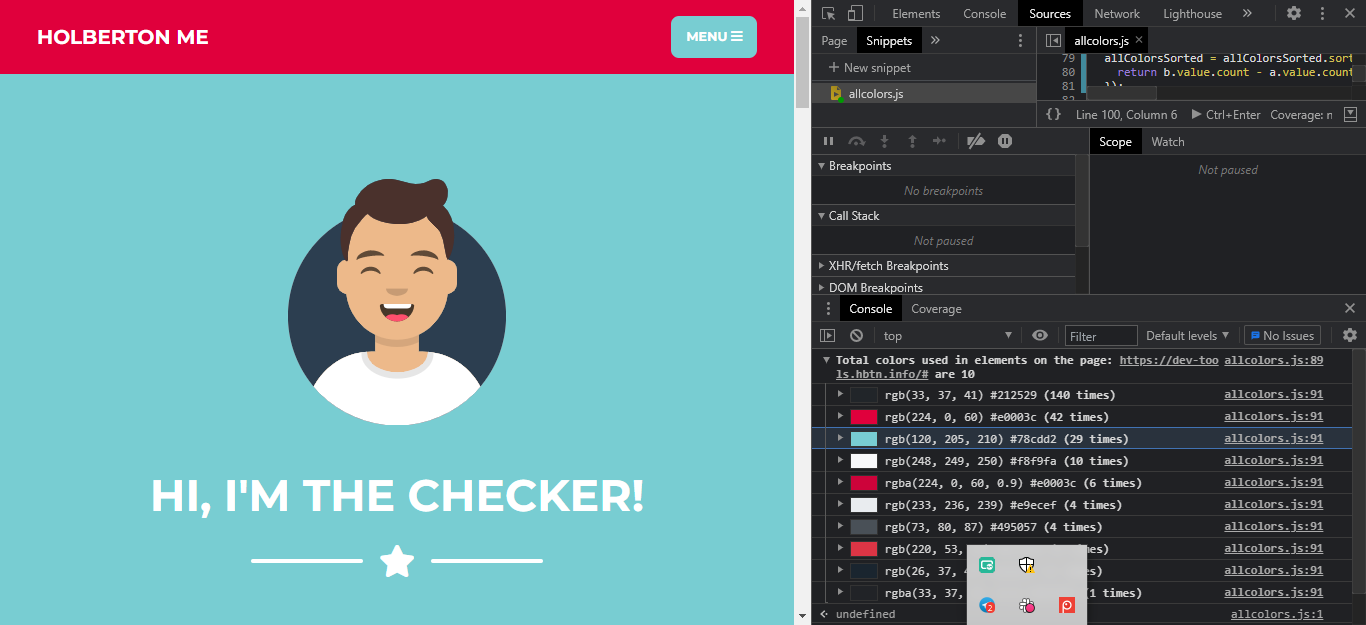 HOLBERTON ME
MENU
HI, I'M THE CHECKER!
Elements Console Sources Network Lighthouse »
Page Snippets »
allcolors.js ×
+ New snippet
allcolors.js
79 allColorsSorted = allColorsSorted.sort
80 return b.value.count - a.value.count
81 });
82
{ } Line 100, Column 6 Ctrl+Enter Coverage: n
Scope Watch
Breakpoints
No breakpoints
Not paused
Call Stack
Not paused
XHR/fetch Breakpoints
DOM Breakpoints
Console Coverage
top Filter Default levels No Issues
Total colors used in elements on the page: https://dev-too allcolors.js:89
ls.hbtn.info/# are 10
rgb(33, 37, 41) #212529 (140 times) allcolors.js:91
rgb(224, 0, 60) #e0003c (42 times) allcolors.js:91
rgb(120, 205, 210) #78cdd2 (29 times) allcolors.js:91
rgb(248, 249, 250) #f8f9fa (10 times) allcolors.js:91
rgba(224, 0, 60, 0.9) #e0003c (6 times) allcolors.js:91
rgb(233, 236, 239) #e9ecef (4 times) allcolors.js:91
rgb(73, 80, 87) #495057 (4 times) allcolors.js:91
rgb(220, 53, mes) allcolors.js:91
rgb(26, 37, s) allcolors.js:91
rgba(33, 37, (1 times) allcolors.js:91
undefined allcolors.js:1
2